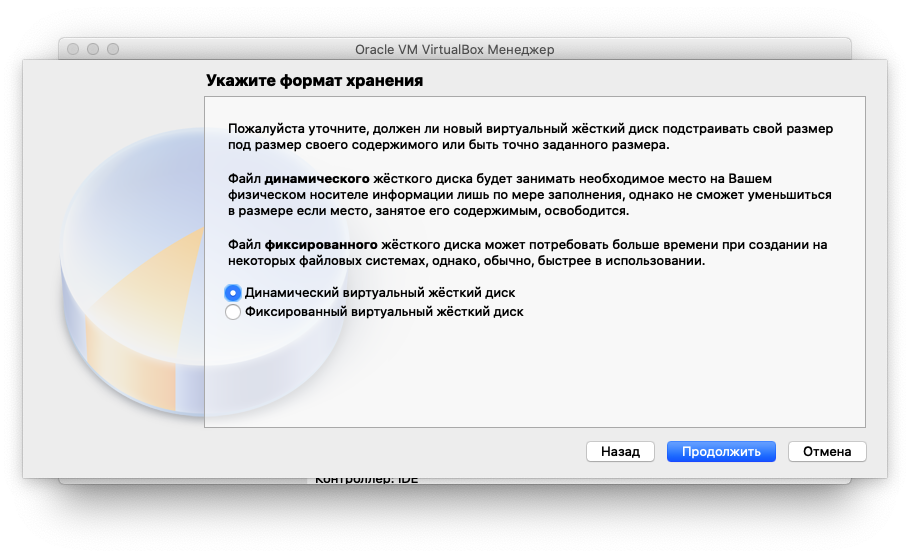 Oracle VM VirtualBox Менеджер
Укажите формат хранения
Пожалуйста уточните, должен ли новый виртуальный жёсткий диск подстраивать свой размер
под размер своего содержимого или быть точно заданного размера.
Файл динамического жёсткого диска будет занимать необходимое место на Вашем
физическом носителе информации лишь по мере заполнения, однако не сможет уменьшиться
в размере если место, занятое его содержимым, освободится.
Файл фиксированного жёсткого диска может потребовать больше времени при создании на
некоторых файловых системах, однако, обычно, быстрее в использовании.
Динамический виртуальный жёсткий диск
Фиксированный виртуальный жёсткий диск
Назад Продолжить Отмена
Контроллер: IDE